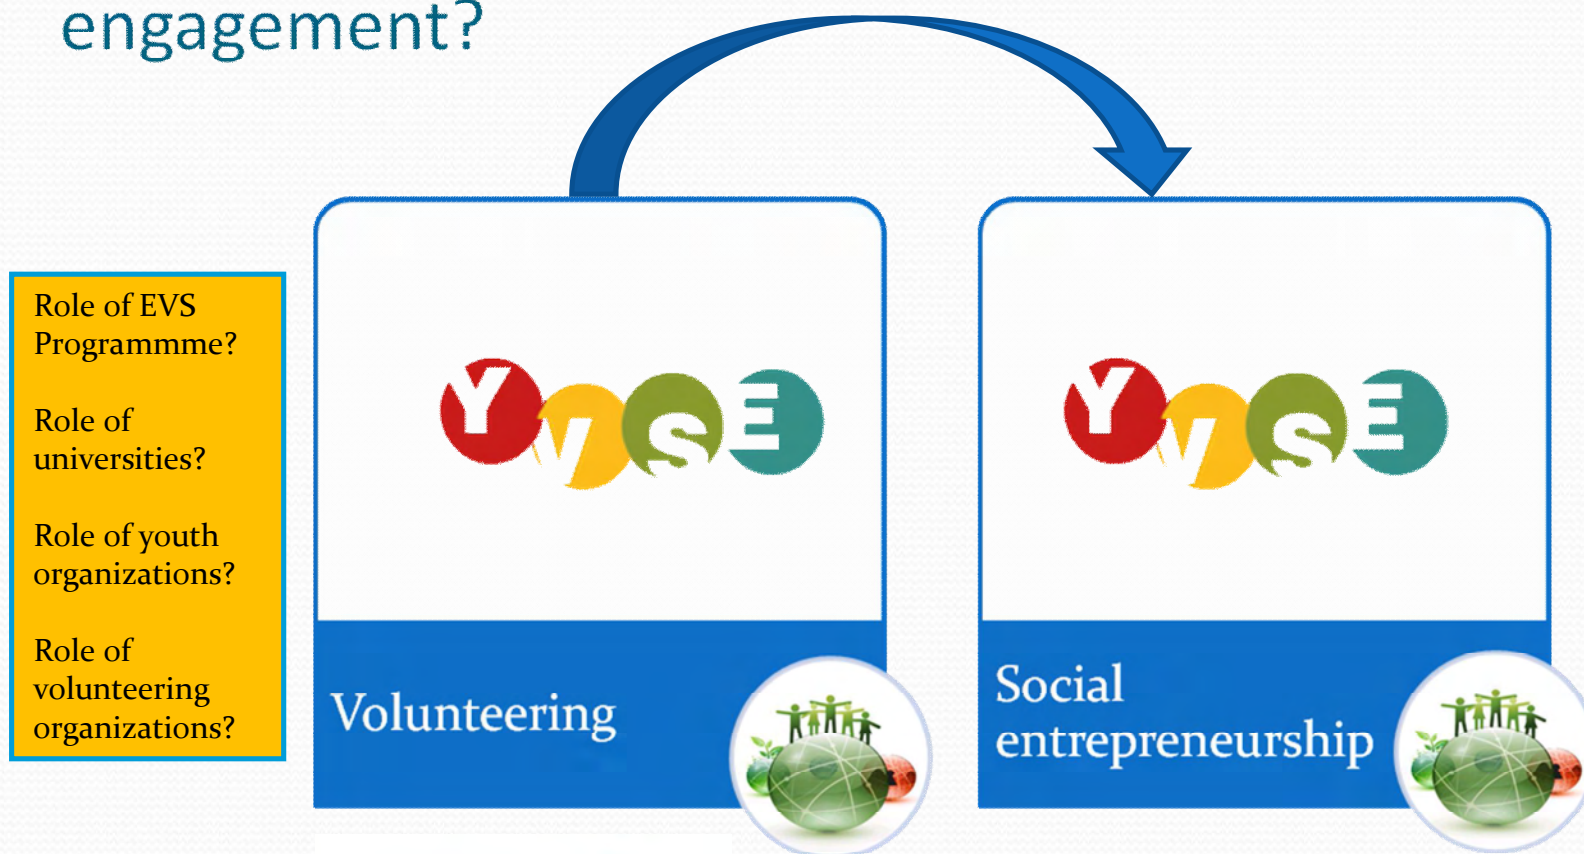 engagement?
Role of EVS
Programmme?
Role of
universities?
Role of youth
organizations?
Role of
volunteering
organizations?
YVSE
YVSE
Volunteering
Social
entrepreneurship